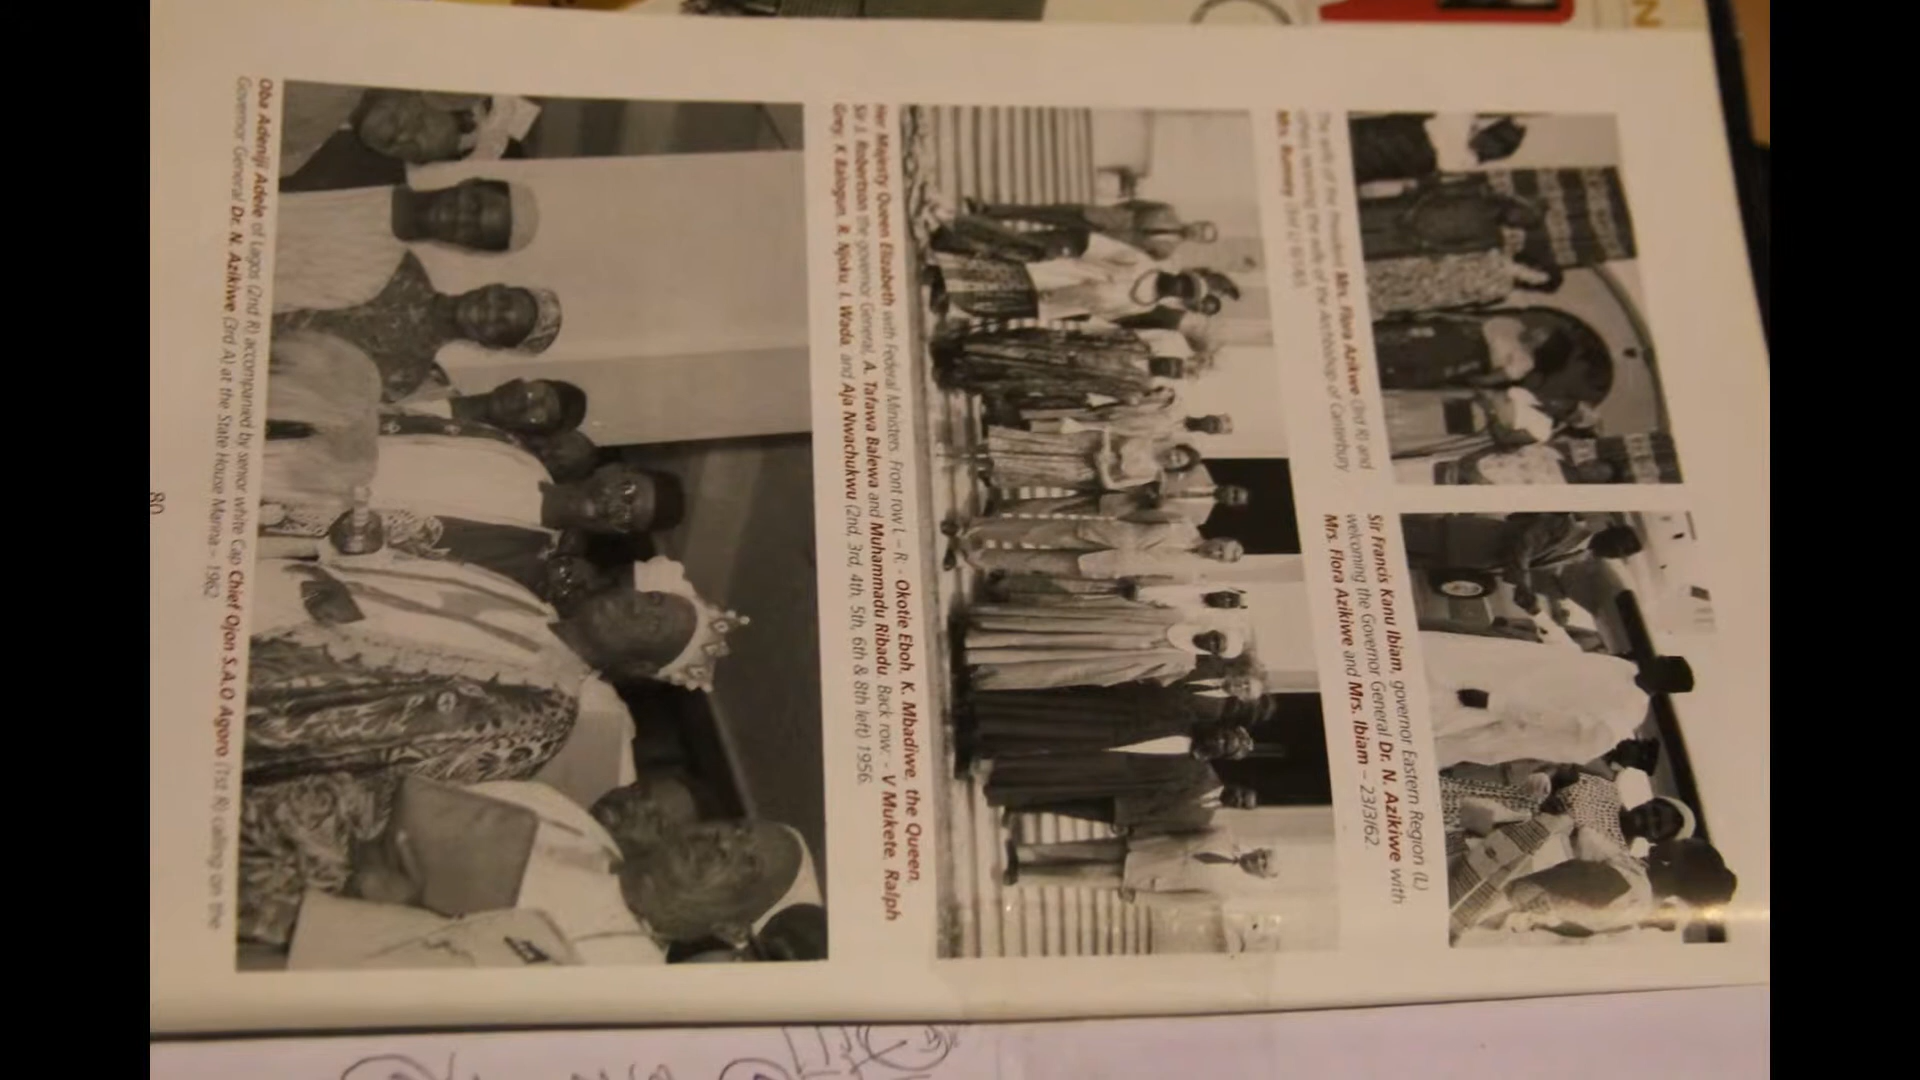 The wife of the President Mrs. Flora Azikwe (3rd R) and
others receiving the wife of the Archbishop of Canterbury
Mrs. Rumsey (3rd L)
Sir Francis Kanu Ibiam, governor Eastern Region (L)
welcoming the Governor General Dr. N. Azikiwe with
Mrs. Flora Azikiwe and Mrs. Ibiam – 23/3/62.
Her Majesty Queen Elizabeth with Federal Ministers. Front row L – R: - Okotie Eboh, K. Mbadiwe, the Queen,
Sir J. Robertson the governor General, A. Tafawa Balewa and Muhammadu Ribadu. Back row: - V Mukete, Ralph
Grey, K Balogun, R. Njoku, I. Wada, and Aja Nwachukwu (2nd, 3rd, 4th, 5th, 6th & 8th left) 1956.
Oba Adeniji Adele of Lagos (2nd R) accompanied by senior white Cap Chief Ojon S.A.O Agoro (1st R) calling on the
Governor General Dr. N. Azikiwe (3rd A) at the State House Marina – 1962.
80
N